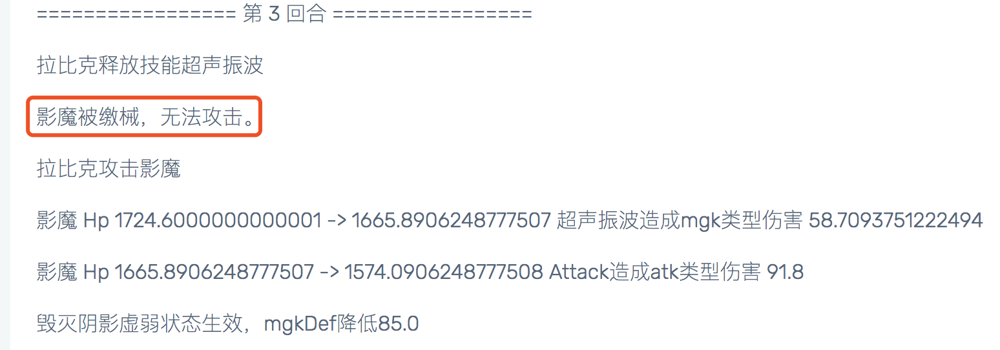 ================= 第 3 回合 =================
拉比克释放技能超声振波
影魔被缴械，无法攻击。
拉比克攻击影魔
影魔 Hp 1724.6000000000001 -> 1665.8906248777507 超声振波造成mgk类型伤害 58.7093751222494
影魔 Hp 1665.8906248777507 -> 1574.0906248777508 Attack造成atk类型伤害 91.8
毁灭阴影虚弱状态生效，mgkDef降低85.0